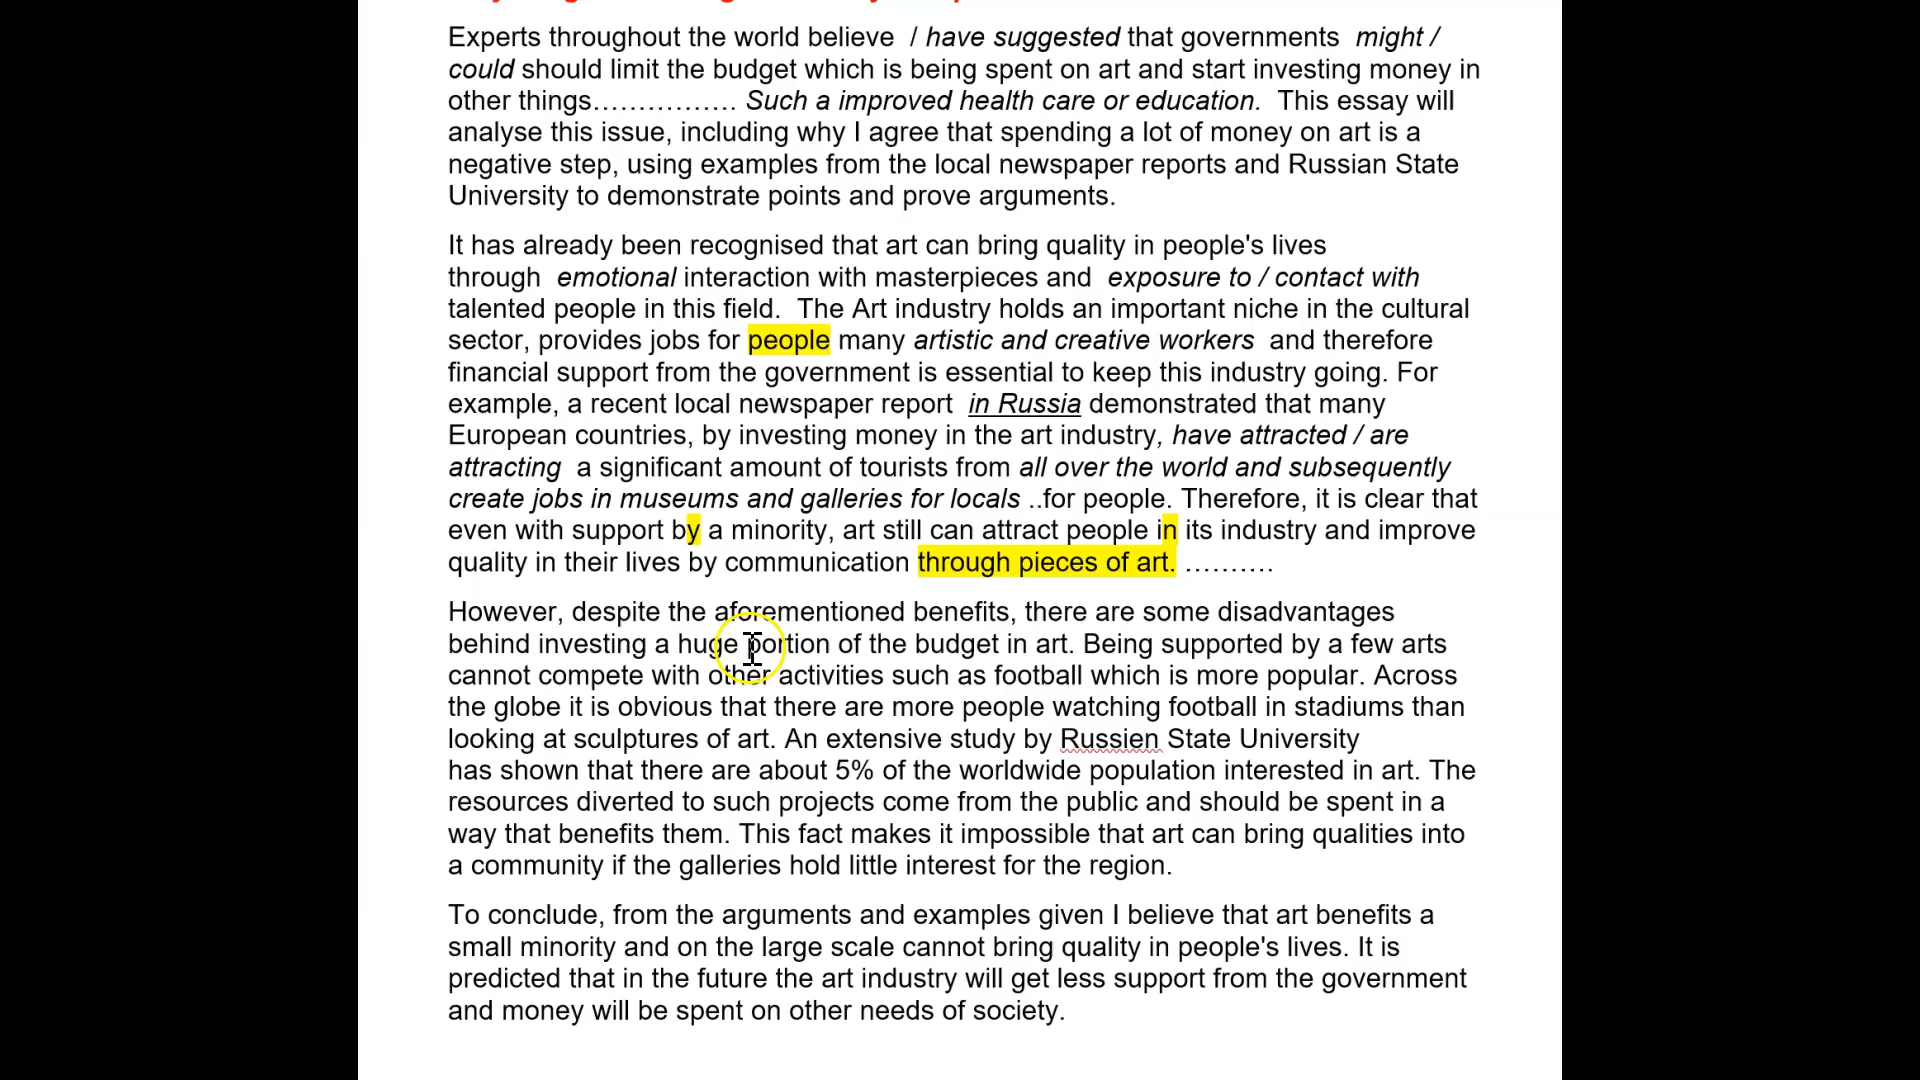 Experts throughout the world believe / have suggested that governments might /
could should limit the budget which is being spent on art and start investing money in
other things……………. Such a improved health care or education. This essay will
analyse this issue, including why I agree that spending a lot of money on art is a
negative step, using examples from the local newspaper reports and Russian State
University to demonstrate points and prove arguments.
It has already been recognised that art can bring quality in people's lives
through emotional interaction with masterpieces and exposure to / contact with
talented people in this field. The Art industry holds an important niche in the cultural
sector, provides jobs for people many artistic and creative workers and therefore
financial support from the government is essential to keep this industry going. For
example, a recent local newspaper report in Russia demonstrated that many
European countries, by investing money in the art industry, have attracted / are
attracting a significant amount of tourists from all over the world and subsequently
create jobs in museums and galleries for locals ..for people. Therefore, it is clear that
even with support by a minority, art still can attract people in its industry and improve
quality in their lives by communication through pieces of art. ……….
However, despite the aforementioned benefits, there are some disadvantages
behind investing a huge portion of the budget in art. Being supported by a few arts
cannot compete with other activities such as football which is more popular. Across
the globe it is obvious that there are more people watching football in stadiums than
looking at sculptures of art. An extensive study by Russien State University
has shown that there are about 5% of the worldwide population interested in art. The
resources diverted to such projects come from the public and should be spent in a
way that benefits them. This fact makes it impossible that art can bring qualities into
a community if the galleries hold little interest for the region.
To conclude, from the arguments and examples given I believe that art benefits a
small minority and on the large scale cannot bring quality in people's lives. It is
predicted that in the future the art industry will get less support from the government
and money will be spent on other needs of society.